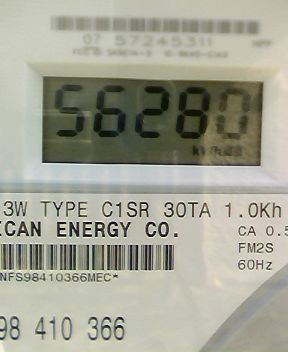 07 57245311
56280
3W TYPE C1SR 30TA 1.0Kh
ICAN ENERGY CO. CA 0.5
FM2S
NFS98410366MEC*
60Hz
98 410 366